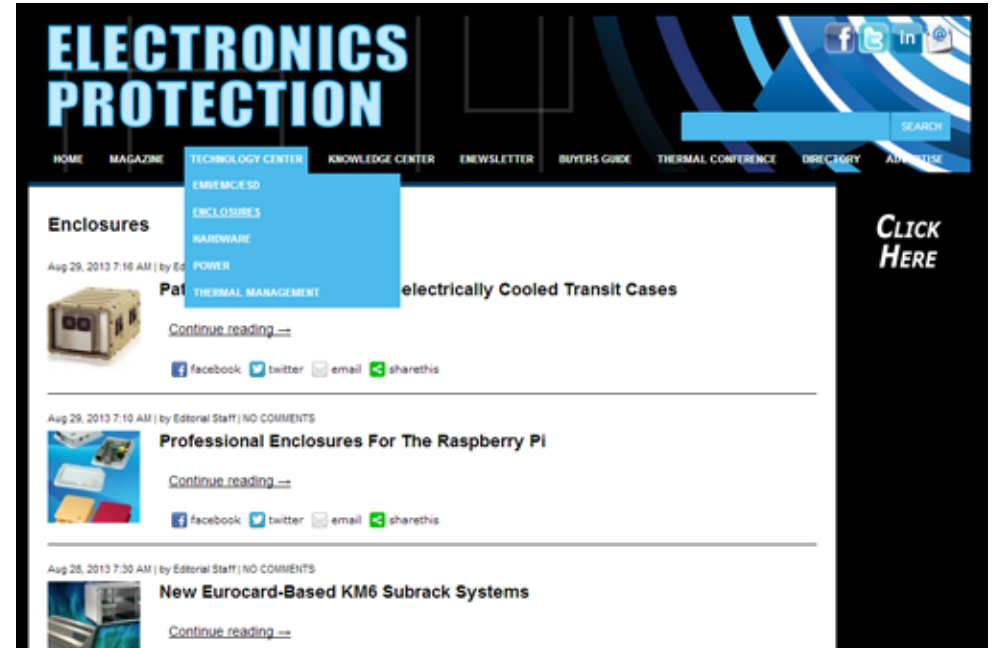 ELECTRONICS
PROTECTION
SEARCH
HOME MAGAZINE TECHNOLOGY CENTER KNOWLEDGE CENTER ENEWSLETTER BUYERS GUIDE THERMAL CONFERENCE DIRECTORY ADVERTISE
EMI/EMC/ESD
ENCLOSURES
HARDWARE
POWER
THERMAL MANAGEMENT
Enclosures
CLICK
HERE
Aug 29, 2013 7:16 AM | by
electrically Cooled Transit Cases
Continue reading →
facebook twitter email sharethis
Aug 29, 2013 7:10 AM | by Editorial Staff | NO COMMENTS
Professional Enclosures For The Raspberry Pi
Continue reading →
facebook twitter email sharethis
Aug 28, 2013 7:30 AM | by Editorial Staff | NO COMMENTS
New Eurocard-Based KM6 Subrack Systems
Continue reading →